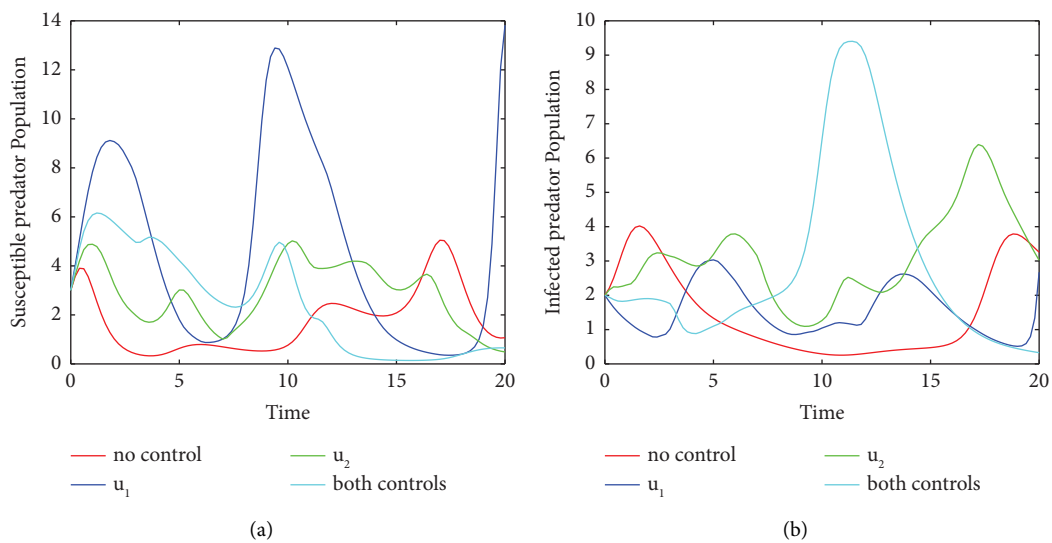 14
12
10
8
6
4
2
0
Susceptible predator Population
0 5 10 15 20
Time
no control
u1
u2
both controls
(a)
10
9
8
7
6
5
4
3
2
1
0
Infected predator Population
0 5 10 15 20
Time
no control
u1
u2
both controls
(b)